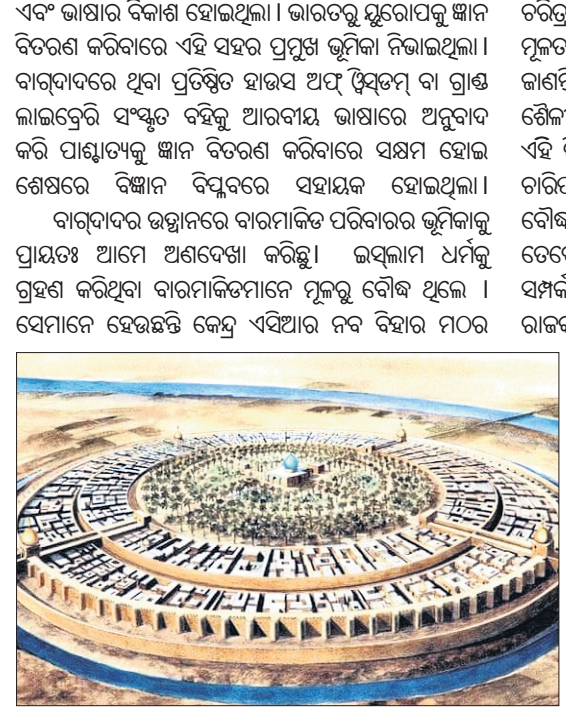 ଏବଂ ଭାଷାର ବିକାଶ ହୋଇଥିଲା । ଭାରତରୁ ୟୁରୋପକୁ ଜ୍ଞାନ
ବିତରଣ କରିବାରେ ଏହି ସହର ପ୍ରମୁଖ ଭୂମିକା ନିଭାଇଥିଲା ।
ବାଗ୍‌ଦାଦରେ ଥିବା ପ୍ରତିଷ୍ଠିତ ହାଉସ ଅଫ୍ ୱିସ୍‌ଡମ୍ ବା ଗ୍ରାଣ୍ଡ
ଲାଇବ୍ରେରି ସଂସ୍କୃତ ବହିକୁ ଆରବୀୟ ଭାଷାରେ ଅନୁବାଦ
କରି ପାଶ୍ଚାତ୍ୟକୁ ଜ୍ଞାନ ବିତରଣ କରିବାରେ ସକ୍ଷମ ହୋଇ
ଶେଷରେ ବିଜ୍ଞାନ ବିପ୍ଳବରେ ସହାୟକ ହୋଇଥିଲା ।
ବାଗ୍‌ଦାଦର ଉତ୍ଥାନରେ ବାରମାକିଡ ପରିବାରର ଭୂମିକାକୁ
ପ୍ରାୟତଃ ଆମେ ଅଣଦେଖା କରିଛୁ । ଇସ୍‌ଲାମ ଧର୍ମକୁ
ଗ୍ରହଣ କରିଥିବା ବାରମାକିଡମାନେ ମୂଳରୁ ବୌଦ୍ଧ ଥିଲେ ।
ସେମାନେ ହେଉଛନ୍ତି କେନ୍ଦ୍ର ଏସିଆର ନବ ବିହାର ମଠର
ଏହି